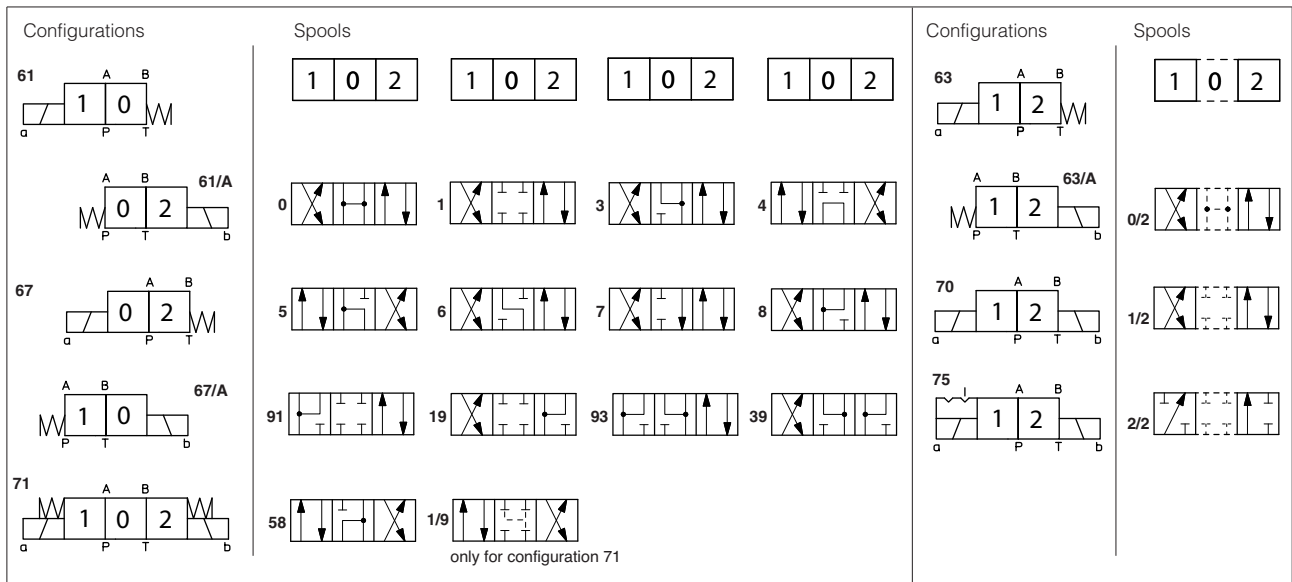 Configurations
Spools
Configurations
Spools
61
A B
1 0
a P T
1 0 2
1 0 2
1 0 2
1 0 2
63
A B
1 2
a P T
1 0 2
A B 61/A
0 2
P T b
0
1
3
4
A B 63/A
1 2
P T b
0/2
67
A B
0 2
a P T
5
6
7
8
70
A B
1 2
a P T b
1/2
A B 67/A
1 0
P T b
91
19
93
39
75
A B
1 2
a P T b
2/2
71
A B
1 0 2
a P T b
58
1/9
only for configuration 71